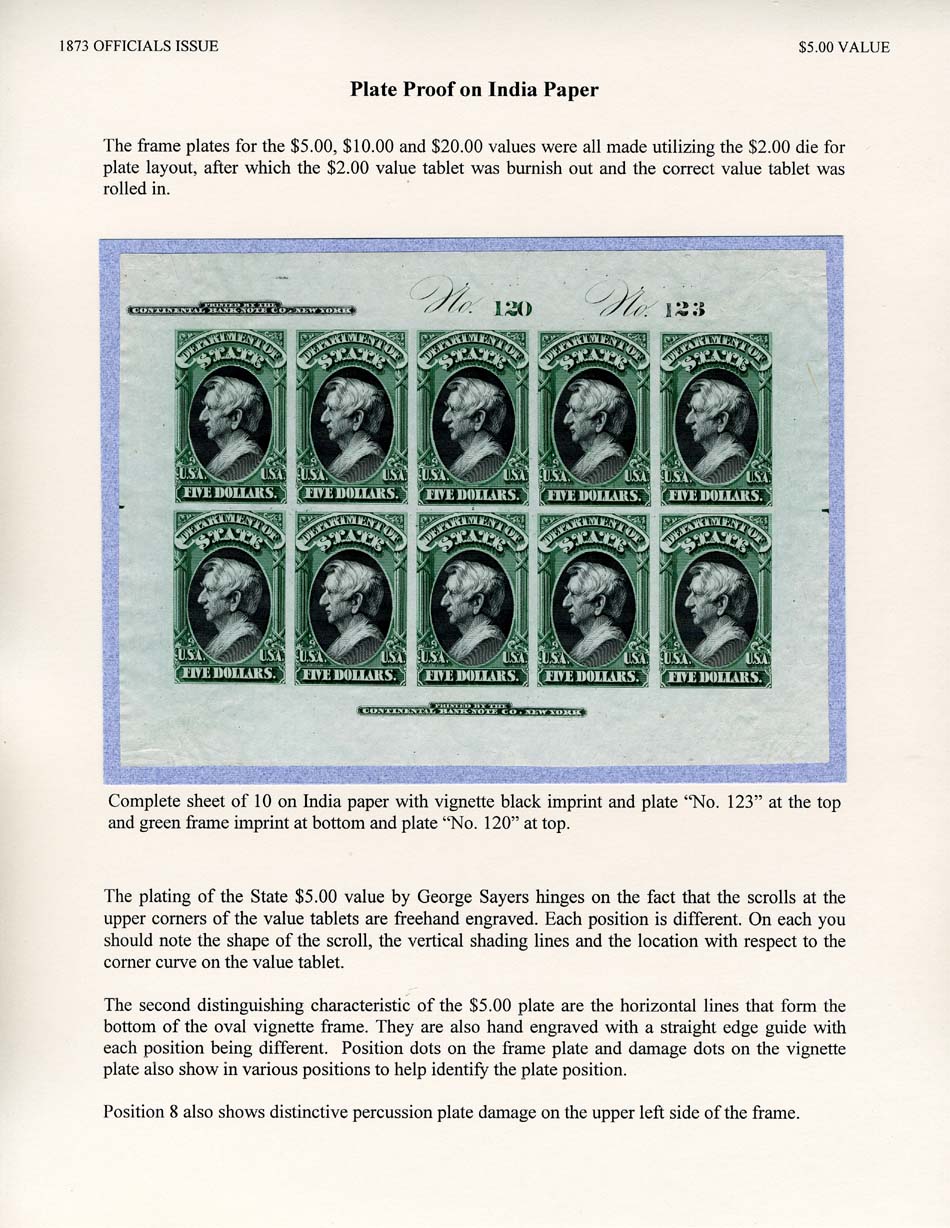 1873 OFFICIALS ISSUE
$5.00 VALUE
Plate Proof on India Paper
The frame plates for the $5.00, $10.00 and $20.00 values were all made utilizing the $2.00 die for
plate layout, after which the $2.00 value tablet was burnish out and the correct value tablet was
rolled in.
No. 120 No. 123
PRINTED BY THE
CONTINENTAL BANK NOTE CO. NEW YORK
DEPARTMENT OF DEPARTMENT OF DEPARTMENT OF DEPARTMENT OF DEPARTMENT OF
STATE STATE STATE STATE STATE
U.S.A. U.S.A. U.S.A. U.S.A. U.S.A. U.S.A. U.S.A. U.S.A. U.S.A. U.S.A.
FIVE DOLLARS. FIVE DOLLARS. FIVE DOLLARS. FIVE DOLLARS. FIVE DOLLARS.
DEPARTMENT OF DEPARTMENT OF DEPARTMENT OF DEPARTMENT OF DEPARTMENT OF
STATE STATE STATE STATE STATE
U.S.A. U.S.A. U.S.A. U.S.A. U.S.A. U.S.A. U.S.A. U.S.A. U.S.A. U.S.A.
FIVE DOLLARS. FIVE DOLLARS. FIVE DOLLARS. FIVE DOLLARS. FIVE DOLLARS.
PRINTED BY THE
CONTINENTAL BANK NOTE CO. NEW YORK
Complete sheet of 10 on India paper with vignette black imprint and plate “No. 123” at the top
and green frame imprint at bottom and plate “No. 120” at top.
The plating of the State $5.00 value by George Sayers hinges on the fact that the scrolls at the
upper corners of the value tablets are freehand engraved. Each position is different. On each you
should note the shape of the scroll, the vertical shading lines and the location with respect to the
corner curve on the value tablet.
The second distinguishing characteristic of the $5.00 plate are the horizontal lines that form the
bottom of the oval vignette frame. They are also hand engraved with a straight edge guide with
each position being different. Position dots on the frame plate and damage dots on the vignette
plate also show in various positions to help identify the plate position.
Position 8 also shows distinctive percussion plate damage on the upper left side of the frame.